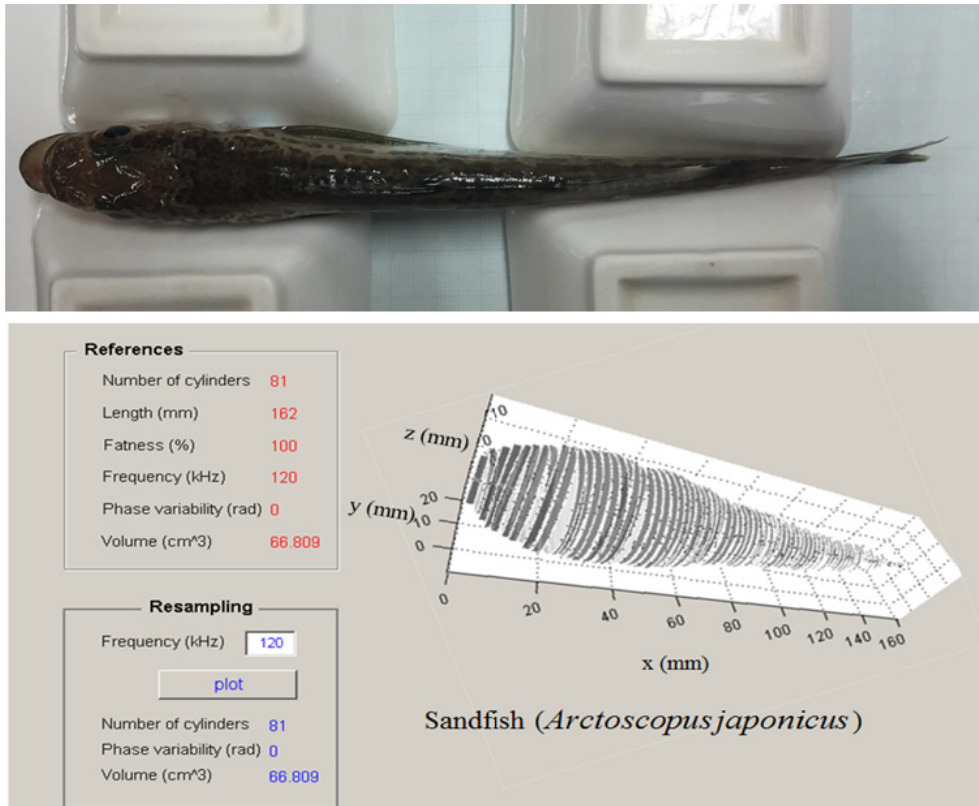 References
Number of cylinders 81
Length (mm) 162
Fatness (%) 100
Frequency (kHz) 120
Phase variability (rad) 0
Volume (cm^3) 66.809
Resampling
Frequency (kHz) 120
plot
Number of cylinders 81
Phase variability (rad) 0
Volume (cm^3) 66.809
z (mm)
10
0
y (mm)
20
10
0
0 20 40 60 80 100 120 140 160
x (mm)
Sandfish (Arctoscopus japonicus)